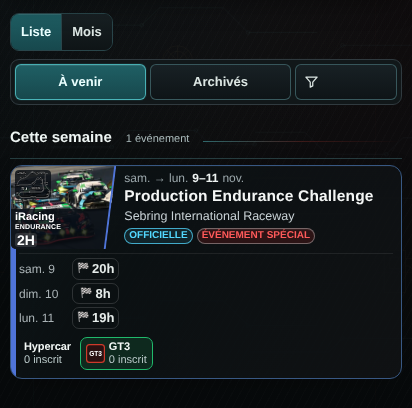 Liste Mois
À venir Archivés
Cette semaine 1 événement
sam. → lun. 9–11 nov.
Production Endurance Challenge
Sebring International Raceway
OFFICIELLE ÉVÉNEMENT SPÉCIAL
iRacing
ENDURANCE
2H
sam. 9 20h
dim. 10 8h
lun. 11 19h
Hypercar
0 inscrit
GT3 GT3
0 inscrit